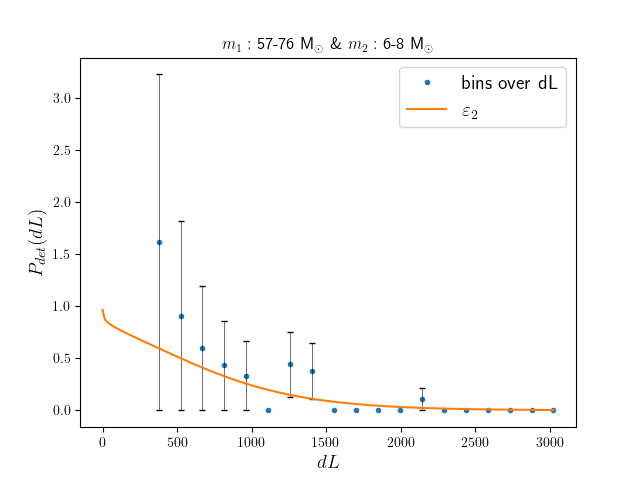 m₁ : 57-76 M⊙ & m₂ : 6-8 M⊙
bins over dL
ε₂
P_det(dL)
3.0
2.5
2.0
1.5
1.0
0.5
0.0
0 500 1000 1500 2000 2500 3000
dL